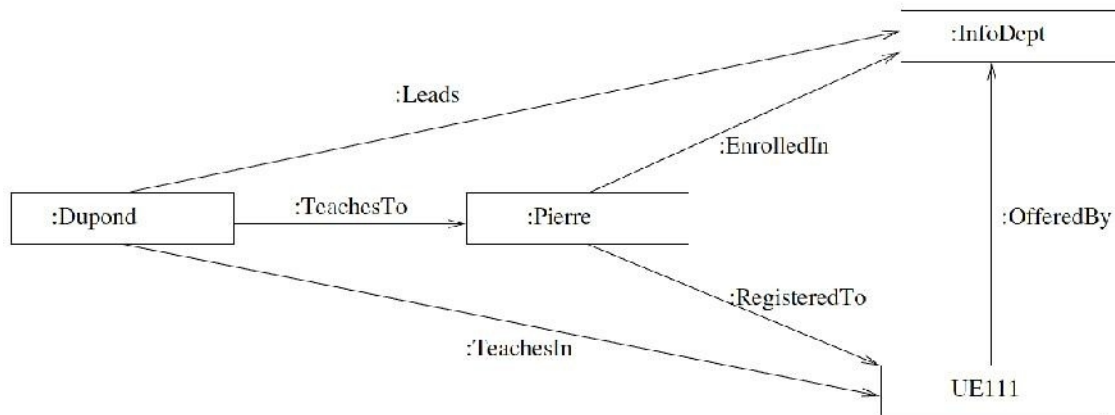 :InfoDept
:Leads
:EnrolledIn
:Dupond
:TeachesTo
:Pierre
:OfferedBy
:RegisteredTo
:TeachesIn
UE111